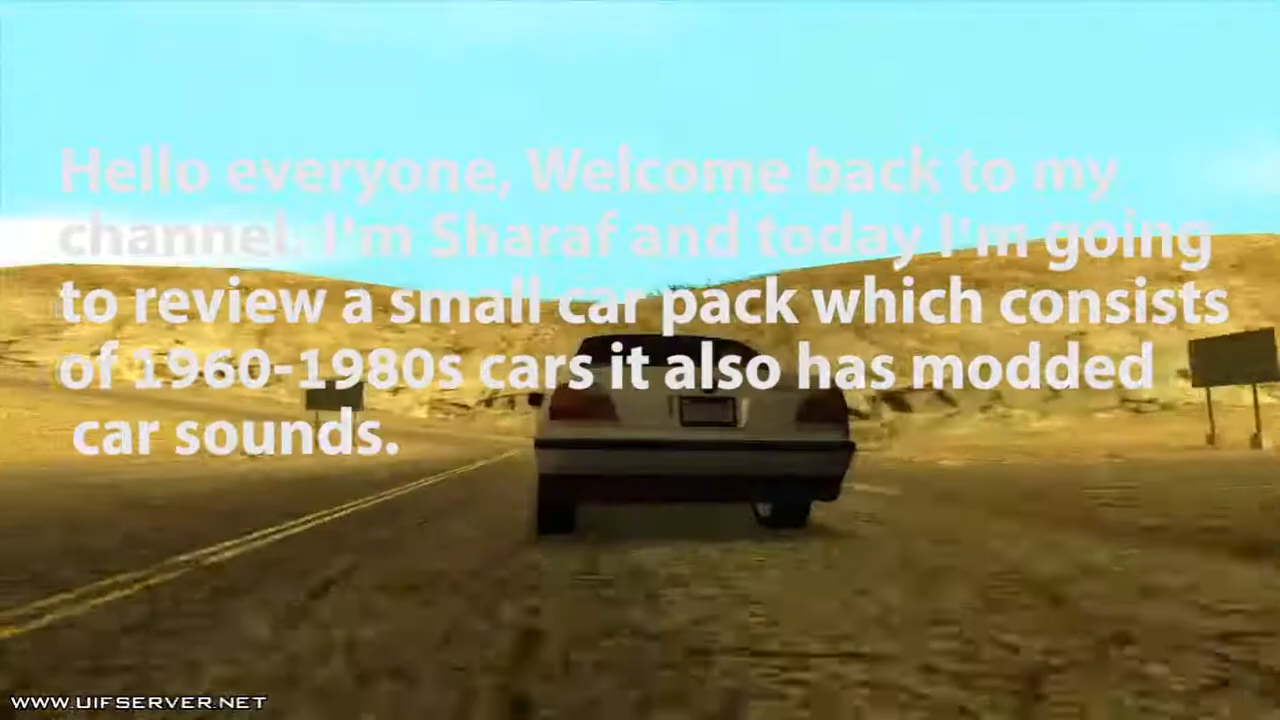 Hello everyone, Welcome back to my
channel. I'm Sharaf and today I'm going
to review a small car pack which consists
of 1960-1980s cars it also has modded
car sounds.
WWW.UIFSERVER.NET